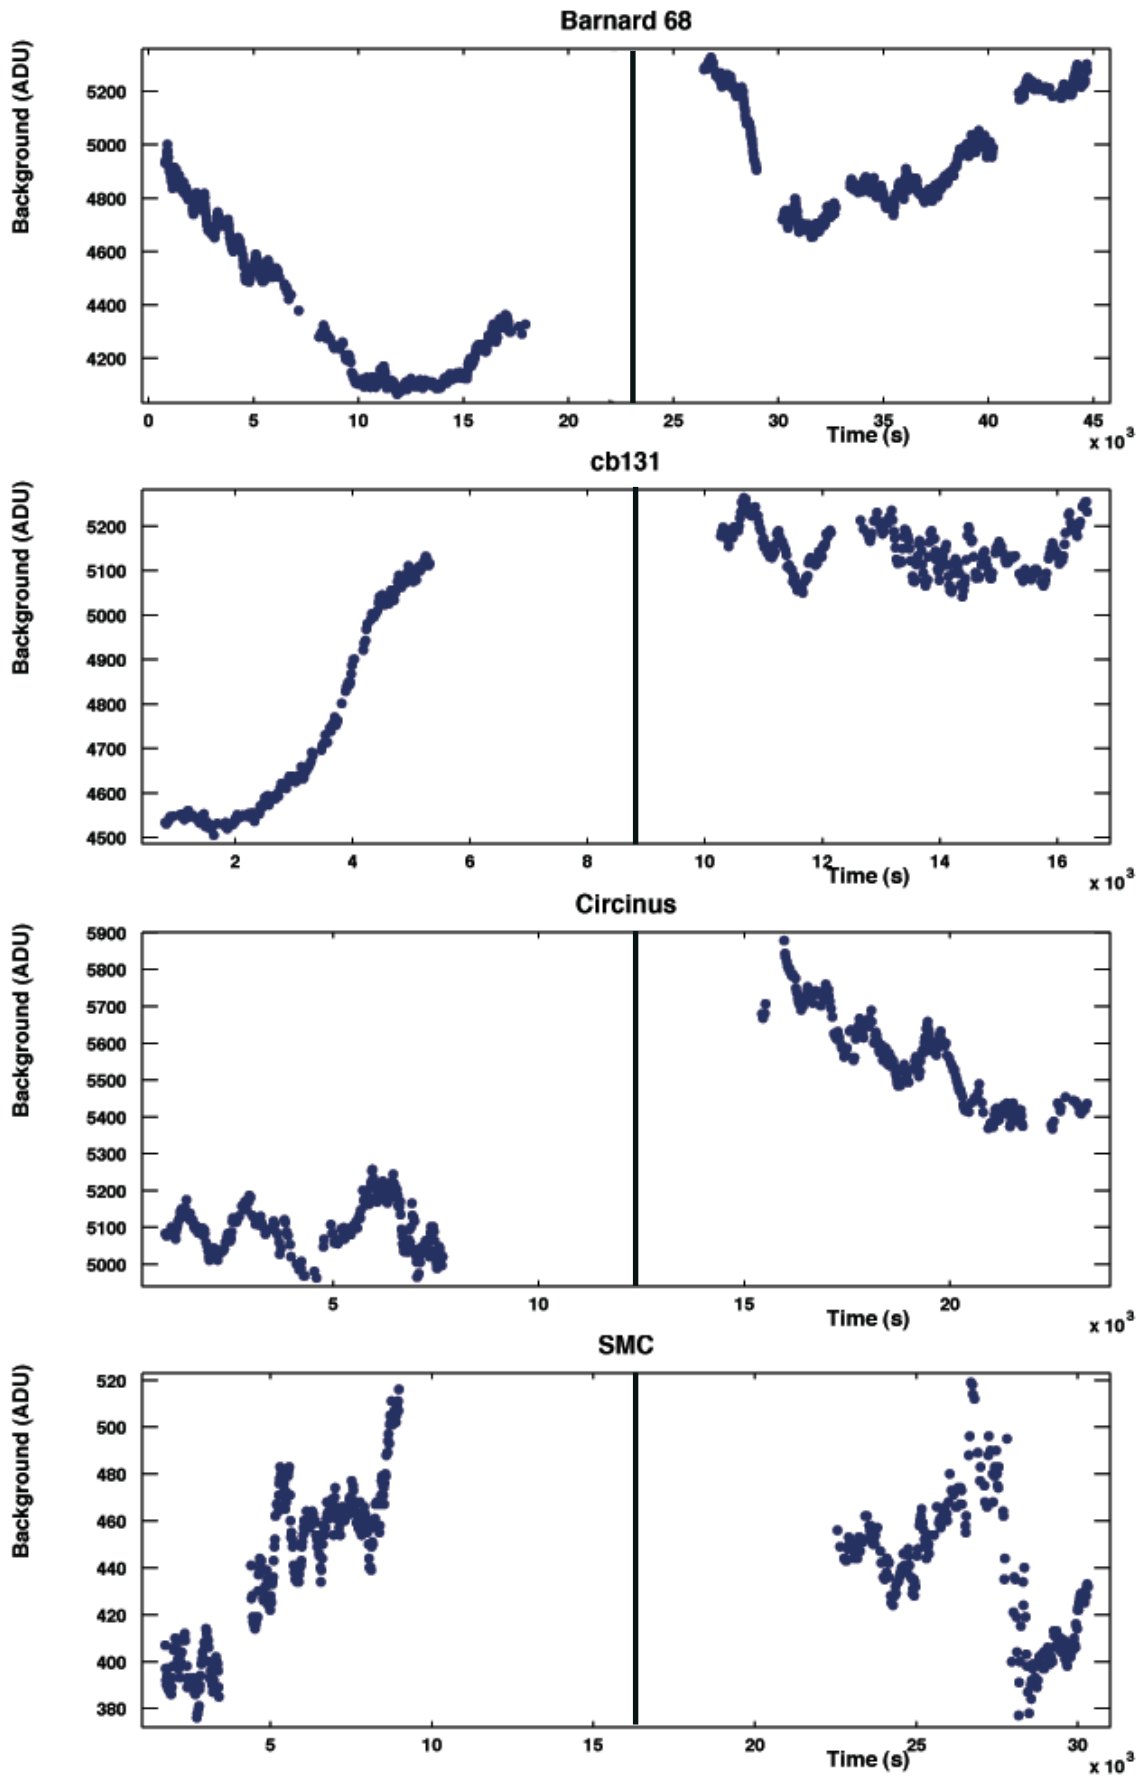 Barnard 68
Background (ADU)
5200
5000
4800
4600
4400
4200
0 5 10 15 20 25 30 35 40 45
Time (s)
x 10³
cb131
Background (ADU)
5200
5100
5000
4900
4800
4700
4600
4500
2 4 6 8 10 12 14 16
Time (s)
x 10³
Circinus
Background (ADU)
5900
5800
5700
5600
5500
5400
5300
5200
5100
5000
5 10 15 20
Time (s)
x 10³
SMC
Background (ADU)
520
500
480
460
440
420
400
380
5 10 15 20 25 30
Time (s)
x 10³